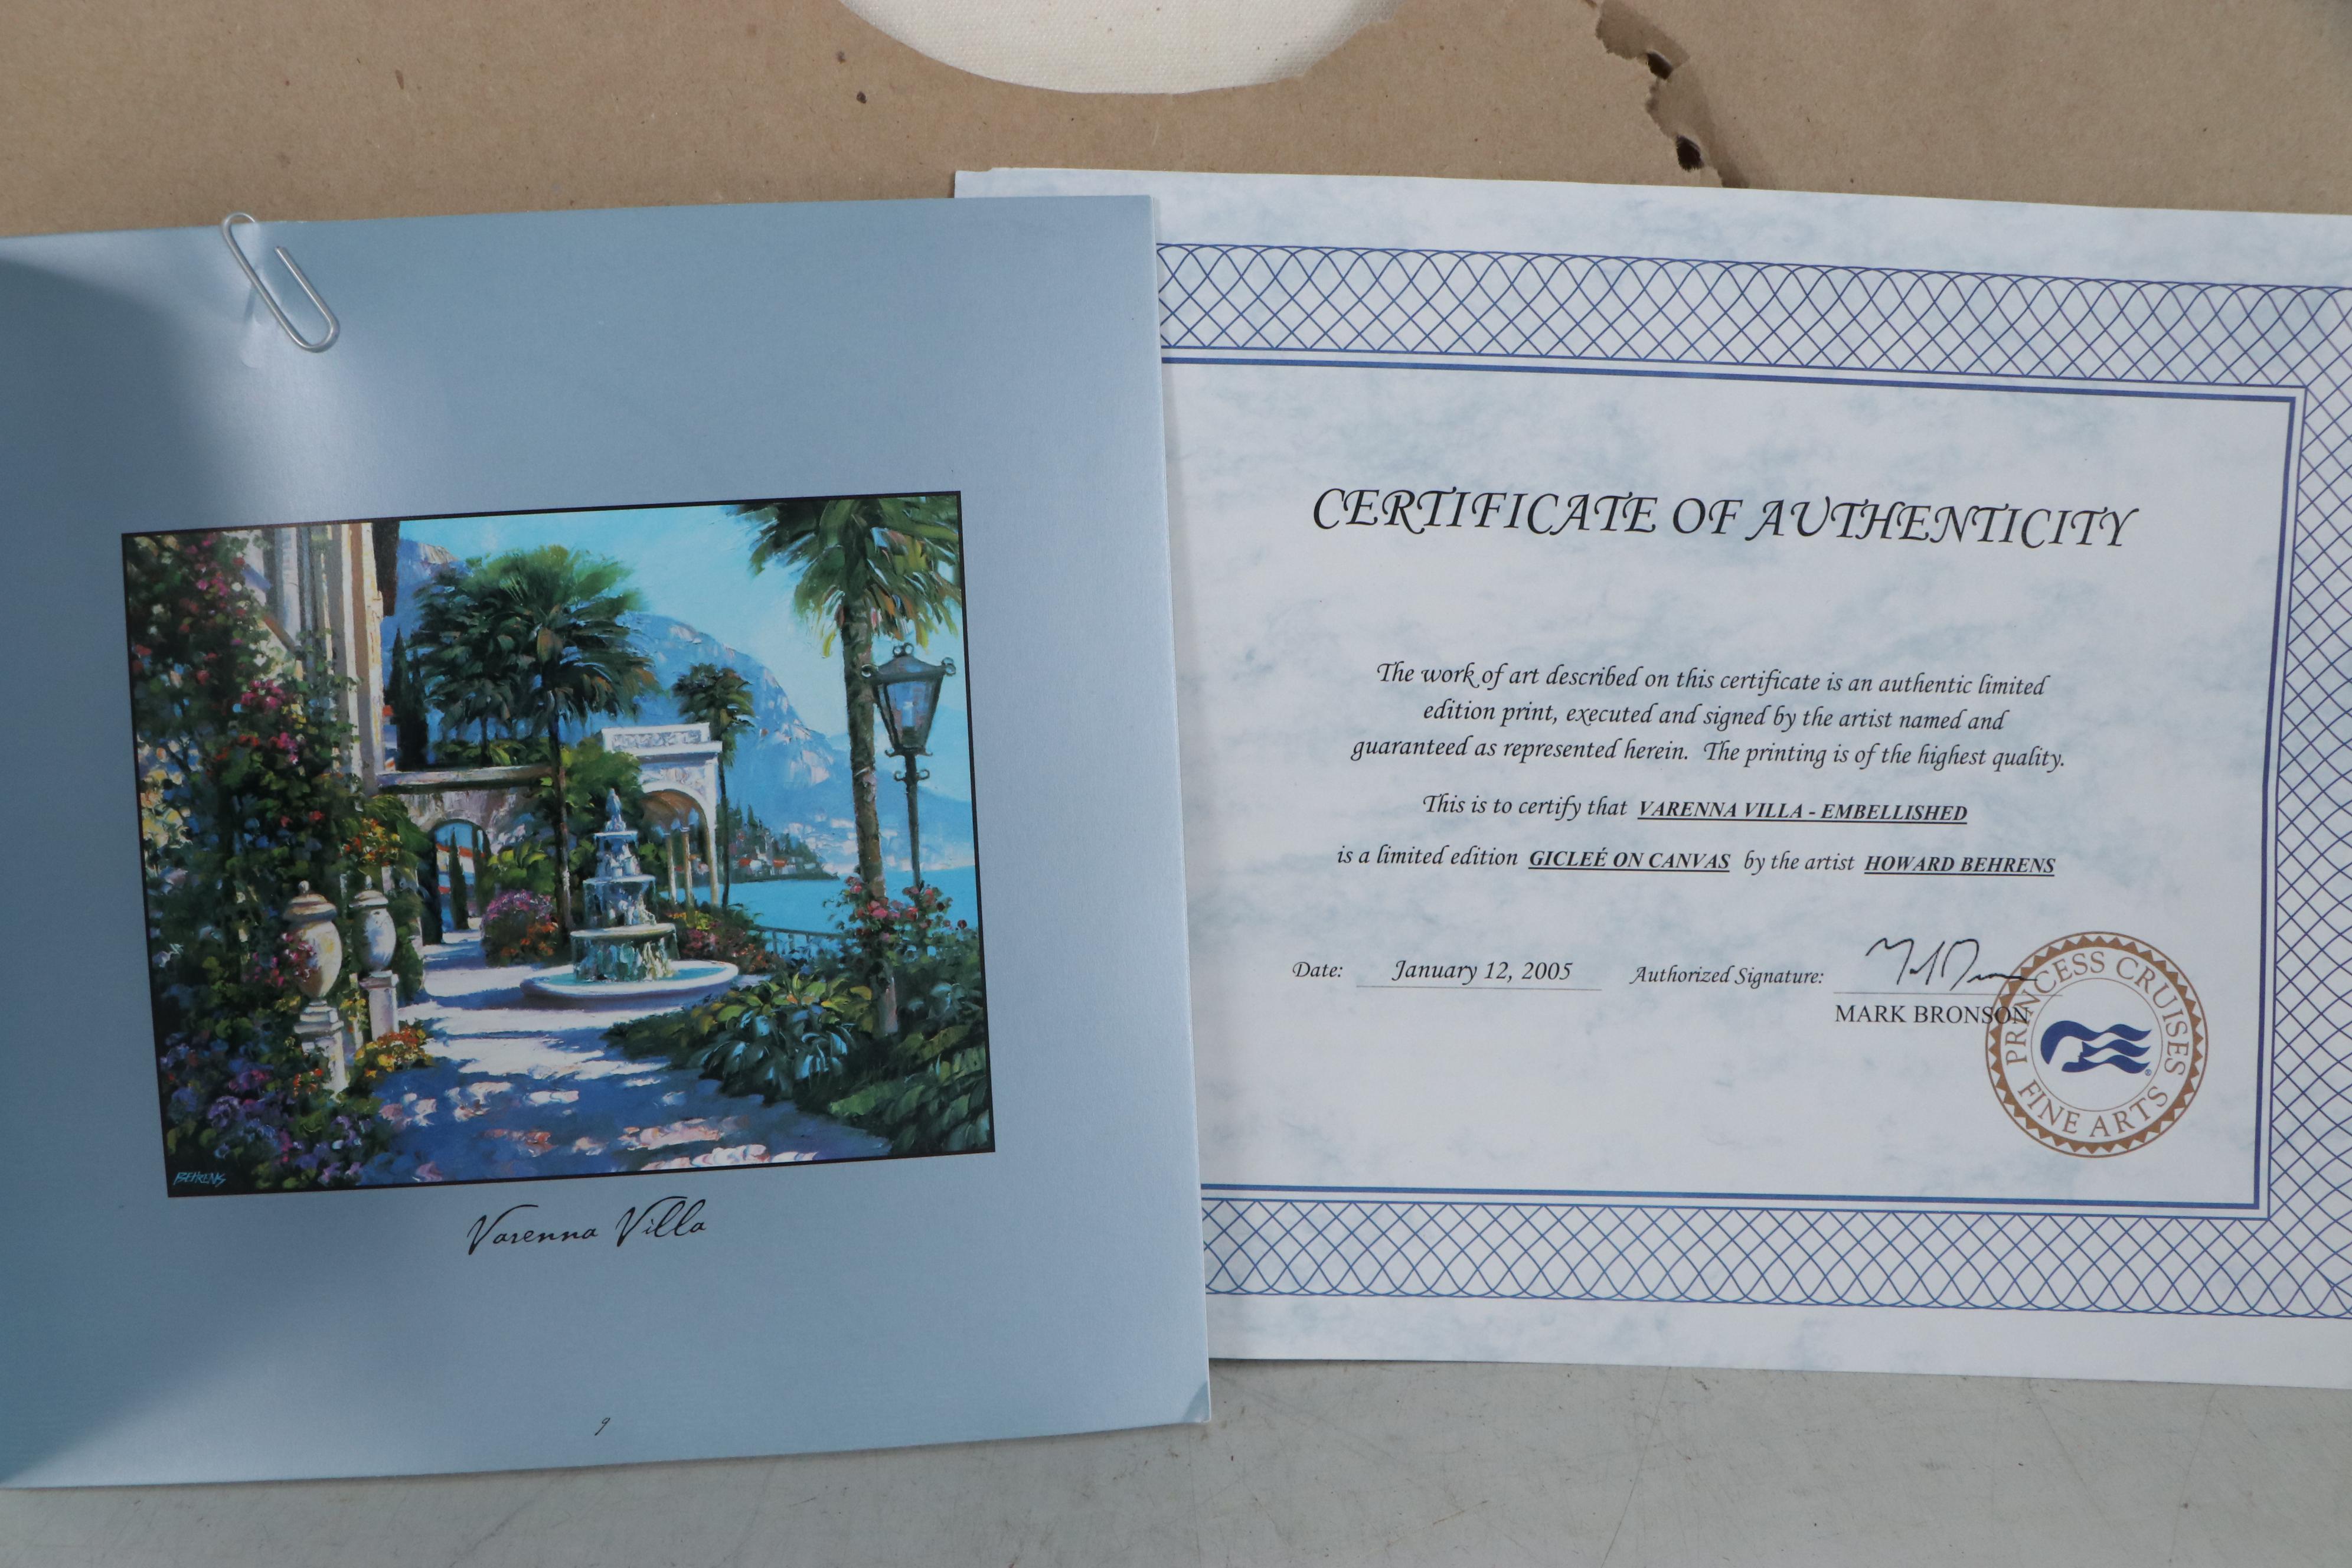 BEHRENS
Varenna Villa
9
CERTIFICATE OF AUTHENTICITY
The work of art described on this certificate is an authentic limited
edition print, executed and signed by the artist named and
guaranteed as represented herein. The printing is of the highest quality.
This is to certify that VARENNA VILLA - EMBELLISHED
is a limited edition GICLEÉ ON CANVAS by the artist HOWARD BEHRENS
Date: January 12, 2005 Authorized Signature:
MARK BRONSON
PRINCESS CRUISES
FINE ARTS